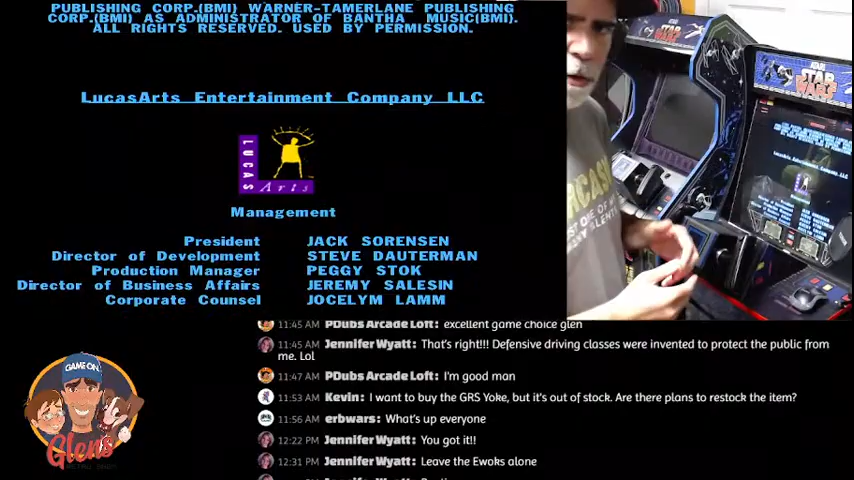 PUBLISHING CORP.(BMI) WARNER-TAMERLANE PUBLISHING
CORP.(BMI) AS ADMINISTRATOR OF BANTHA MUSIC(BMI).
ALL RIGHTS RESERVED. USED BY PERMISSION.
LucasArts Entertainment Company LLC
LUCAS
Arts
Management
President JACK SORENSEN
Director of Development STEVE DAUTERMAN
Production Manager PEGGY STOK
Director of Business Affairs JEREMY SALESIN
Corporate Counsel JOCELYM LAMM
STAR
WARS
11:45 AM PDubs Arcade Loft: excellent game choice glen
11:45 AM Jennifer Wyatt: That's right!!! Defensive driving classes were invented to protect the public from
me. Lol
11:47 AM PDubs Arcade Loft: I'm good man
11:53 AM Kevin: I want to buy the GRS Yoke, but it's out of stock. Are there plans to restock the item?
11:56 AM erbwars: What's up everyone
12:22 PM Jennifer Wyatt: You got it!!
12:31 PM Jennifer Wyatt: Leave the Ewoks alone
GAME ON
Glens